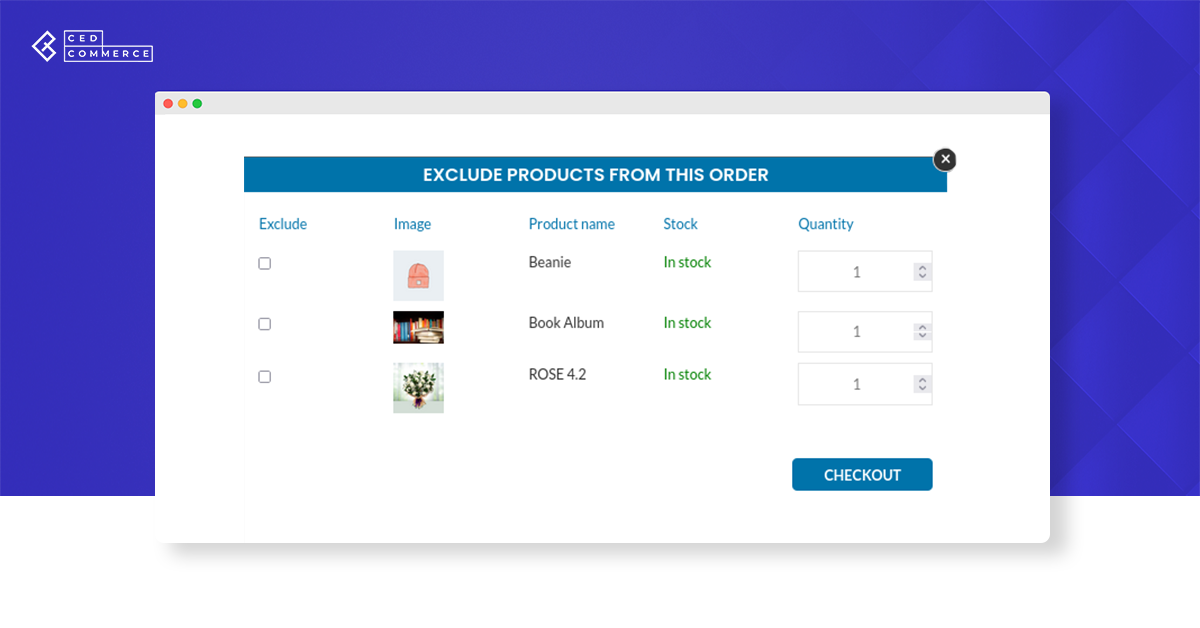 CED
COMMERCE
EXCLUDE PRODUCTS FROM THIS ORDER
Exclude Image Product name Stock Quantity
Beanie In stock 1
Book Album In stock 1
ROSE 4.2 In stock 1
CHECKOUT